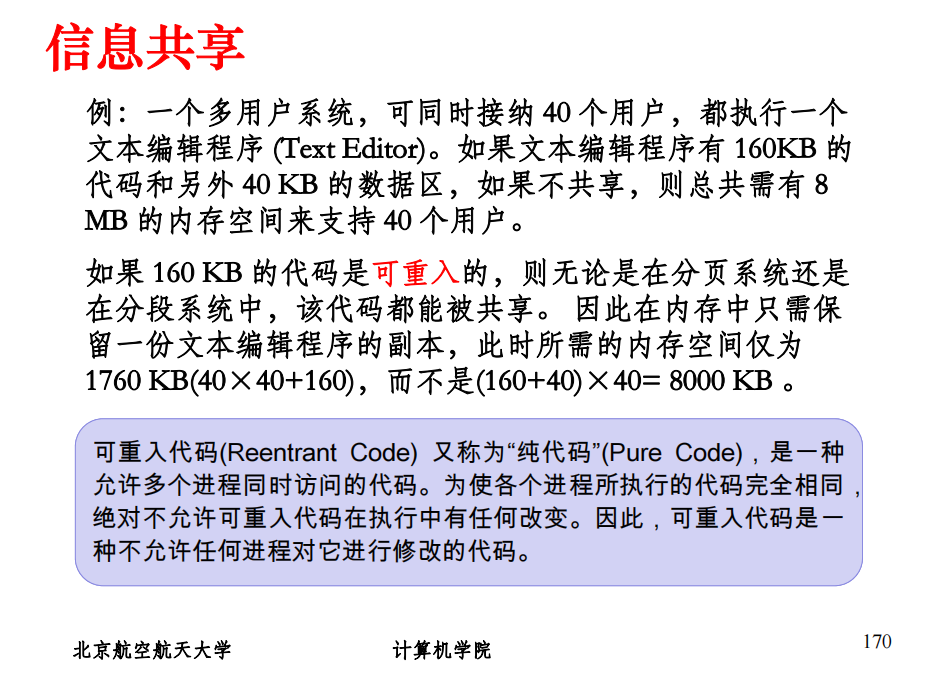 信息共享
例：一个多用户系统，可同时接纳 40 个用户，都执行一个
文本编辑程序 (Text Editor)。如果文本编辑程序有 160KB 的
代码和另外 40 KB 的数据区，如果不共享，则总共需有 8
MB 的内存空间来支持 40 个用户。
如果 160 KB 的代码是可重入的，则无论是在分页系统还是
在分段系统中，该代码都能被共享。 因此在内存中只需保
留一份文本编辑程序的副本，此时所需的内存空间仅为
1760 KB(40×40+160)，而不是(160+40)×40= 8000 KB 。
可重入代码(Reentrant Code) 又称为“纯代码”(Pure Code)，是一种
允许多个进程同时访问的代码。为使各个进程所执行的代码完全相同，
绝对不允许可重入代码在执行中有任何改变。因此，可重入代码是一
种不允许任何进程对它进行修改的代码。
北京航空航天大学
计算机学院
170